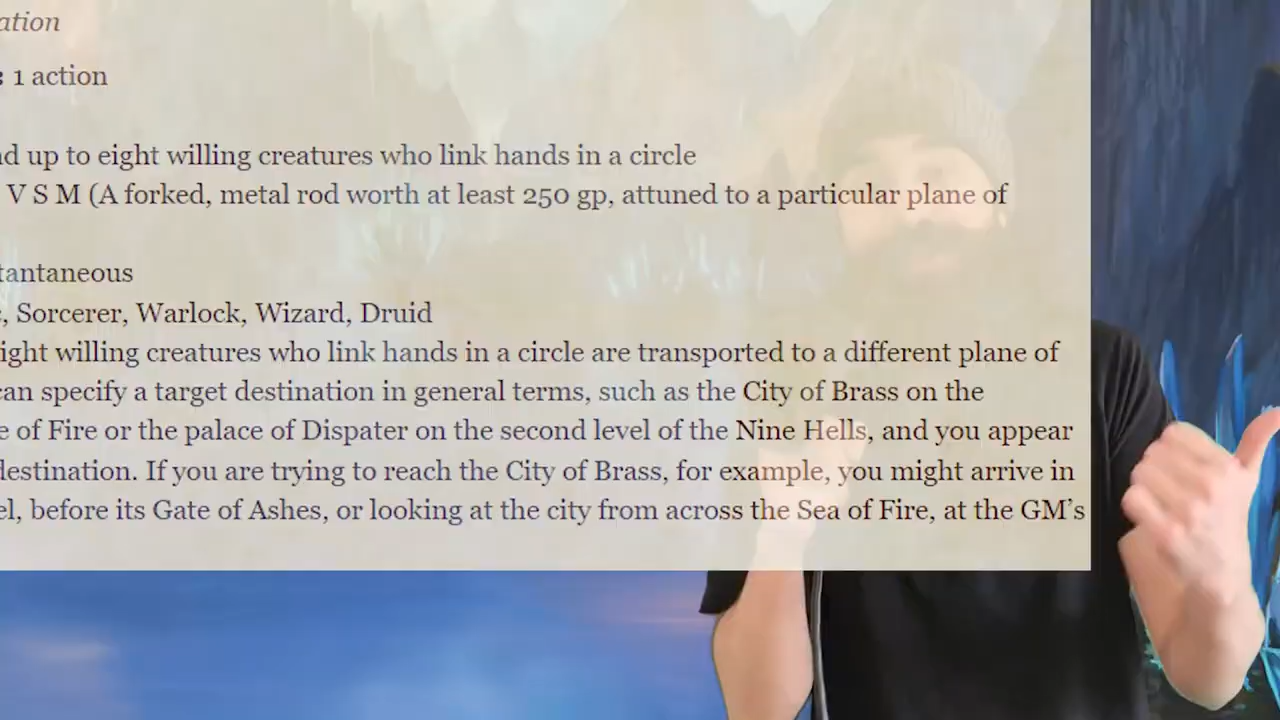 ation
: 1 action
nd up to eight willing creatures who link hands in a circle
V S M (A forked, metal rod worth at least 250 gp, attuned to a particular plane of
tantaneous
, Sorcerer, Warlock, Wizard, Druid
ight willing creatures who link hands in a circle are transported to a different plane of
can specify a target destination in general terms, such as the City of Brass on the
e of Fire or the palace of Dispater on the second level of the Nine Hells, and you appear
destination. If you are trying to reach the City of Brass, for example, you might arrive in
el, before its Gate of Ashes, or looking at the city from across the Sea of Fire, at the GM's